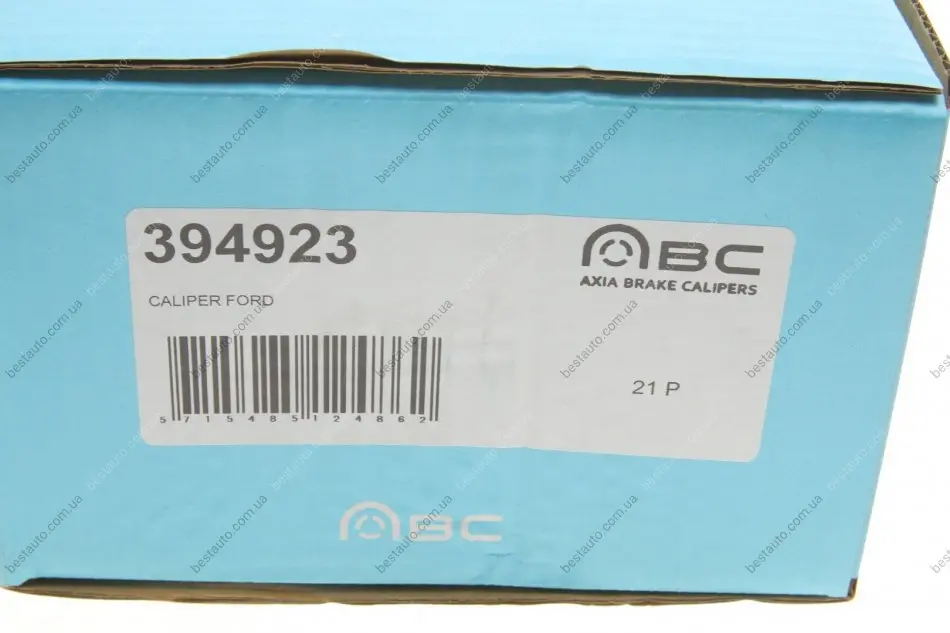 394923
ABC
AXIA BRAKE CALIPERS
CALIPER FORD
21 P
5715485124862
ABC
bestauto.com.ua